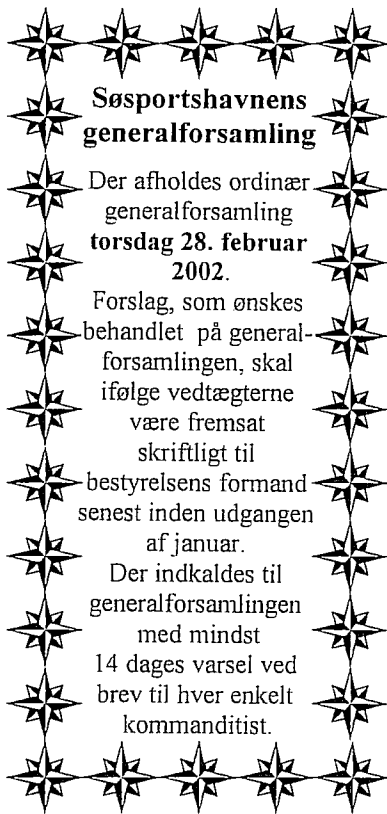 Søsportshavnens
generalforsamling
Der afholdes ordinær
generalforsamling
torsdag 28. februar
2002.
Forslag, som ønskes
behandlet på general-
forsamlingen, skal
ifølge vedtægterne
være fremsat
skriftligt til
bestyrelsens formand
senest inden udgangen
af januar.
Der indkaldes til
generalforsamlingen
med mindst
14 dages varsel ved
brev til hver enkelt
kommanditist.